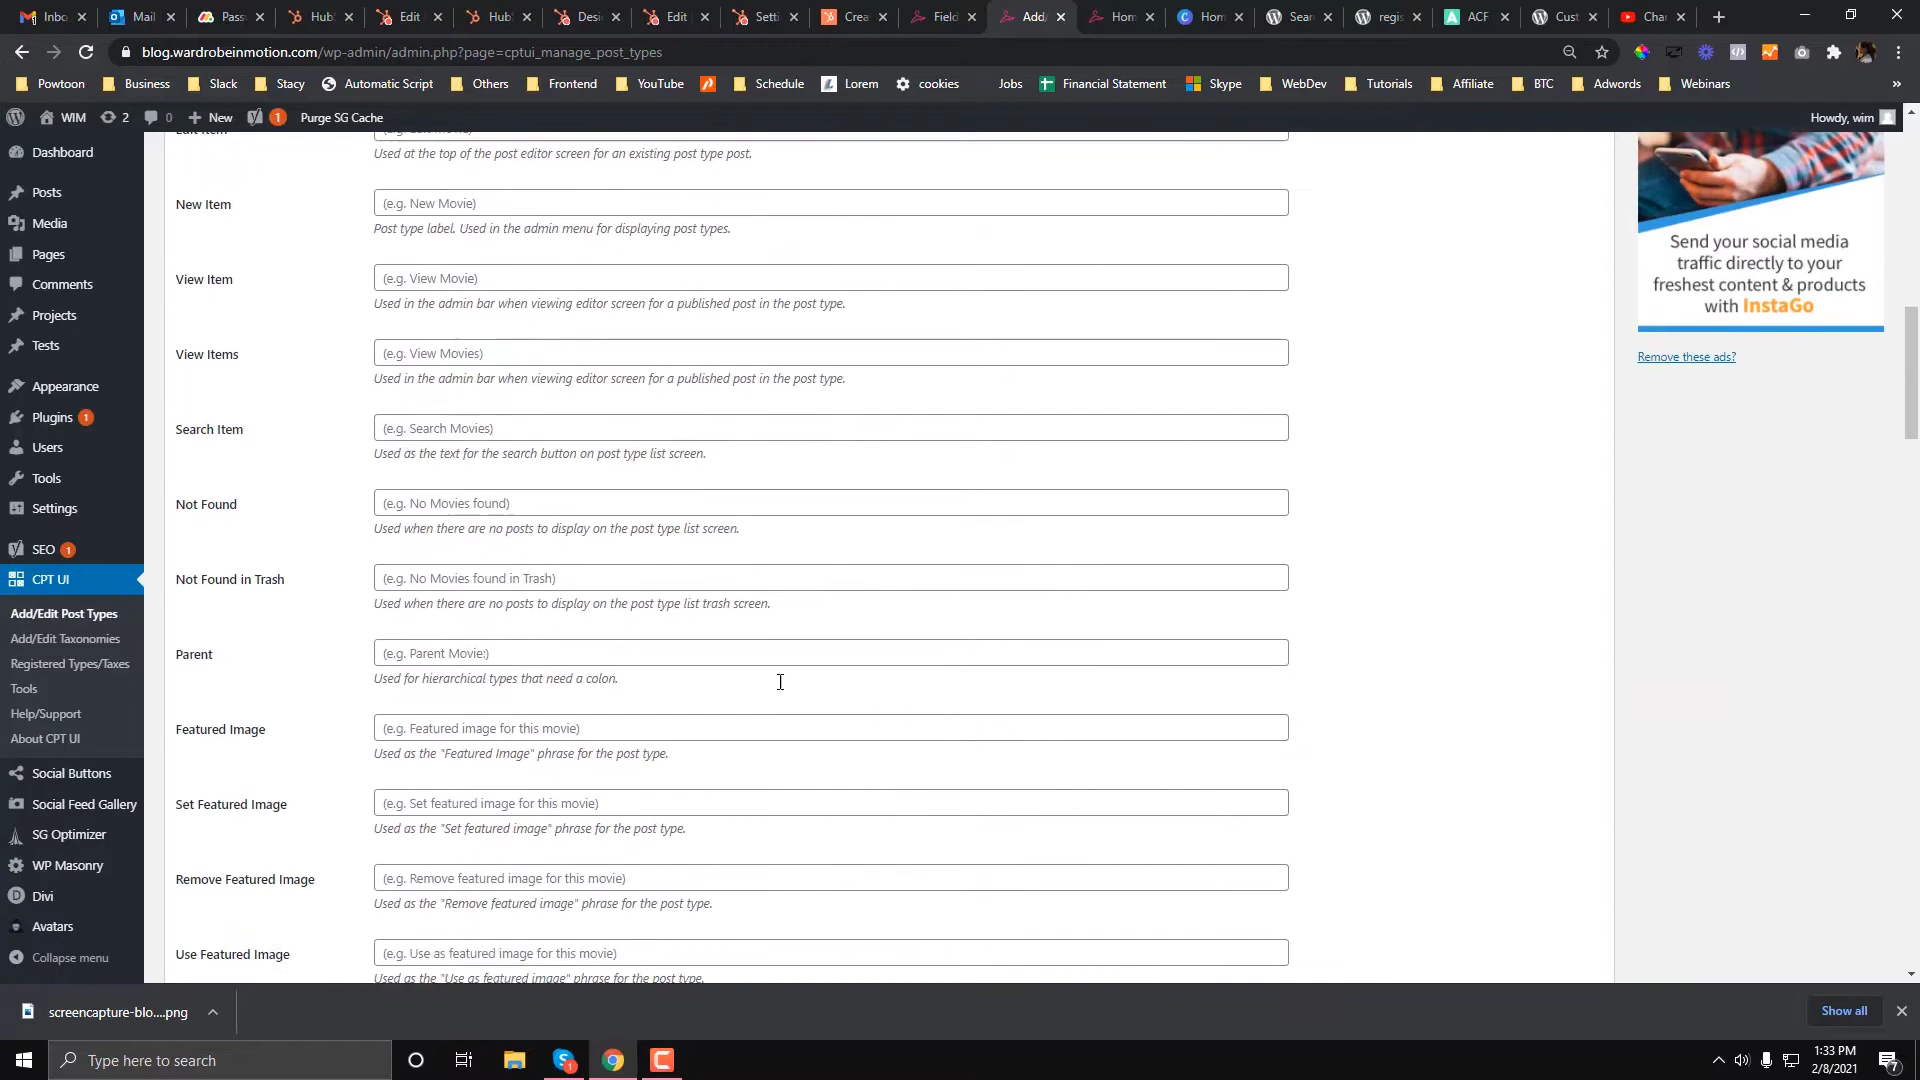 Inbo
Mail
Pass
Hub
Edit
Hub
Desi
Edit
Setti
Crea
Field
Add/
Hom
Hom
Sear
regis
ACF
Cust
Cha
blog.wardrobeinmotion.com/wp-admin/admin.php?page=cptui_manage_post_types
Powtoon
Business
Slack
Stacy
Automatic Script
Others
Frontend
YouTube
Schedule
Lorem
cookies
Jobs
Financial Statement
Skype
WebDev
Tutorials
Affiliate
BTC
Adwords
Webinars
»
WIM
2
0
+ New
1
Purge SG Cache
Howdy, wim
Dashboard
Posts
Media
Pages
Comments
Projects
Tests
Appearance
Plugins 1
Users
Tools
Settings
SEO 1
CPT UI
Add/Edit Post Types
Add/Edit Taxonomies
Registered Types/Taxes
Tools
Help/Support
About CPT UI
Social Buttons
Social Feed Gallery
SG Optimizer
WP Masonry
Divi
Avatars
Collapse menu
Used at the top of the post editor screen for an existing post type post.
New Item
(e.g. New Movie)
Post type label. Used in the admin menu for displaying post types.
View Item
(e.g. View Movie)
Used in the admin bar when viewing editor screen for a published post in the post type.
View Items
(e.g. View Movies)
Used in the admin bar when viewing editor screen for a published post in the post type.
Search Item
(e.g. Search Movies)
Used as the text for the search button on post type list screen.
Not Found
(e.g. No Movies found)
Used when there are no posts to display on the post type list screen.
Not Found in Trash
(e.g. No Movies found in Trash)
Used when there are no posts to display on the post type list trash screen.
Parent
(e.g. Parent Movie:)
Used for hierarchical types that need a colon.
Featured Image
(e.g. Featured image for this movie)
Used as the "Featured Image" phrase for the post type.
Set Featured Image
(e.g. Set featured image for this movie)
Used as the "Set featured image" phrase for the post type.
Remove Featured Image
(e.g. Remove featured image for this movie)
Used as the "Remove featured image" phrase for the post type.
Use Featured Image
(e.g. Use as featured image for this movie)
Used as the "Use as featured image" phrase for the post type.
Send your social media
traffic directly to your
freshest content & products
with InstaGo
Remove these ads?
screencapture-blo....png
Show all
Type here to search
1:33 PM
2/8/2021
7